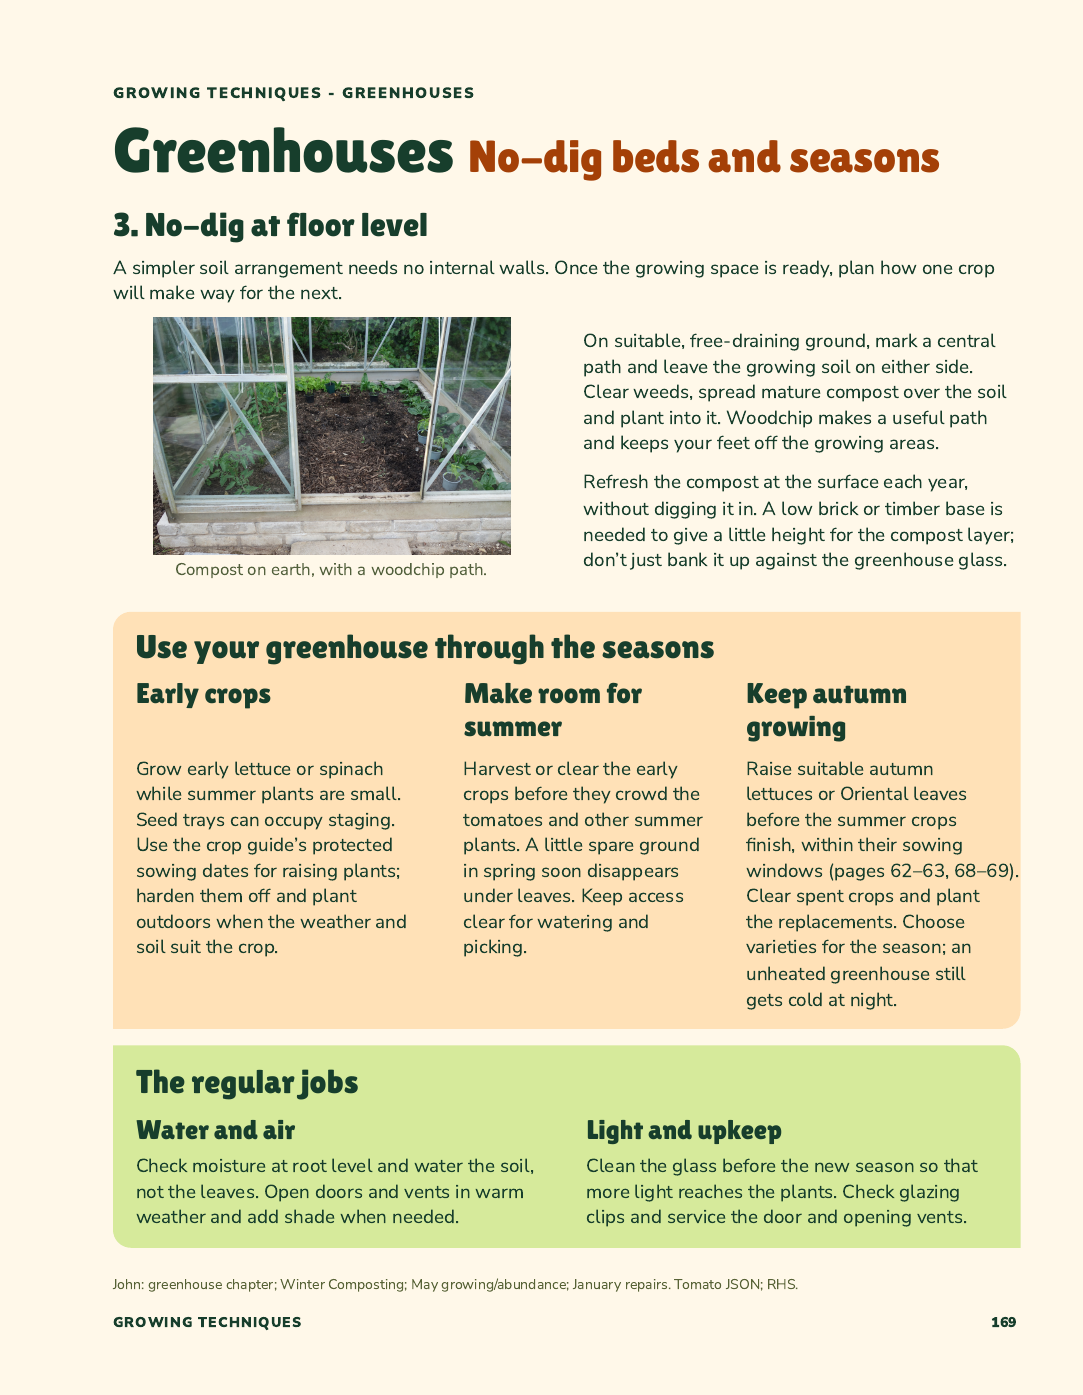 GROWING TECHNIQUES - GREENHOUSES
Greenhouses No-dig beds and seasons
3. No-dig at floor level
A simpler soil arrangement needs no internal walls. Once the growing space is ready, plan how one crop
will make way for the next.
Compost on earth, with a woodchip path.
On suitable, free-draining ground, mark a central
path and leave the growing soil on either side.
Clear weeds, spread mature compost over the soil
and plant into it. Woodchip makes a useful path
and keeps your feet off the growing areas.
Refresh the compost at the surface each year,
without digging it in. A low brick or timber base is
needed to give a little height for the compost layer;
don’t just bank it up against the greenhouse glass.
Use your greenhouse through the seasons
Early crops
Grow early lettuce or spinach
while summer plants are small.
Seed trays can occupy staging.
Use the crop guide’s protected
sowing dates for raising plants;
harden them off and plant
outdoors when the weather and
soil suit the crop.
Make room for
summer
Harvest or clear the early
crops before they crowd the
tomatoes and other summer
plants. A little spare ground
in spring soon disappears
under leaves. Keep access
clear for watering and
picking.
Keep autumn
growing
Raise suitable autumn
lettuces or Oriental leaves
before the summer crops
finish, within their sowing
windows (pages 62–63, 68–69).
Clear spent crops and plant
the replacements. Choose
varieties for the season; an
unheated greenhouse still
gets cold at night.
The regular jobs
Water and air
Check moisture at root level and water the soil,
not the leaves. Open doors and vents in warm
weather and add shade when needed.
Light and upkeep
Clean the glass before the new season so that
more light reaches the plants. Check glazing
clips and service the door and opening vents.
John: greenhouse chapter; Winter Composting; May growing/abundance; January repairs. Tomato JSON; RHS.
GROWING TECHNIQUES
169